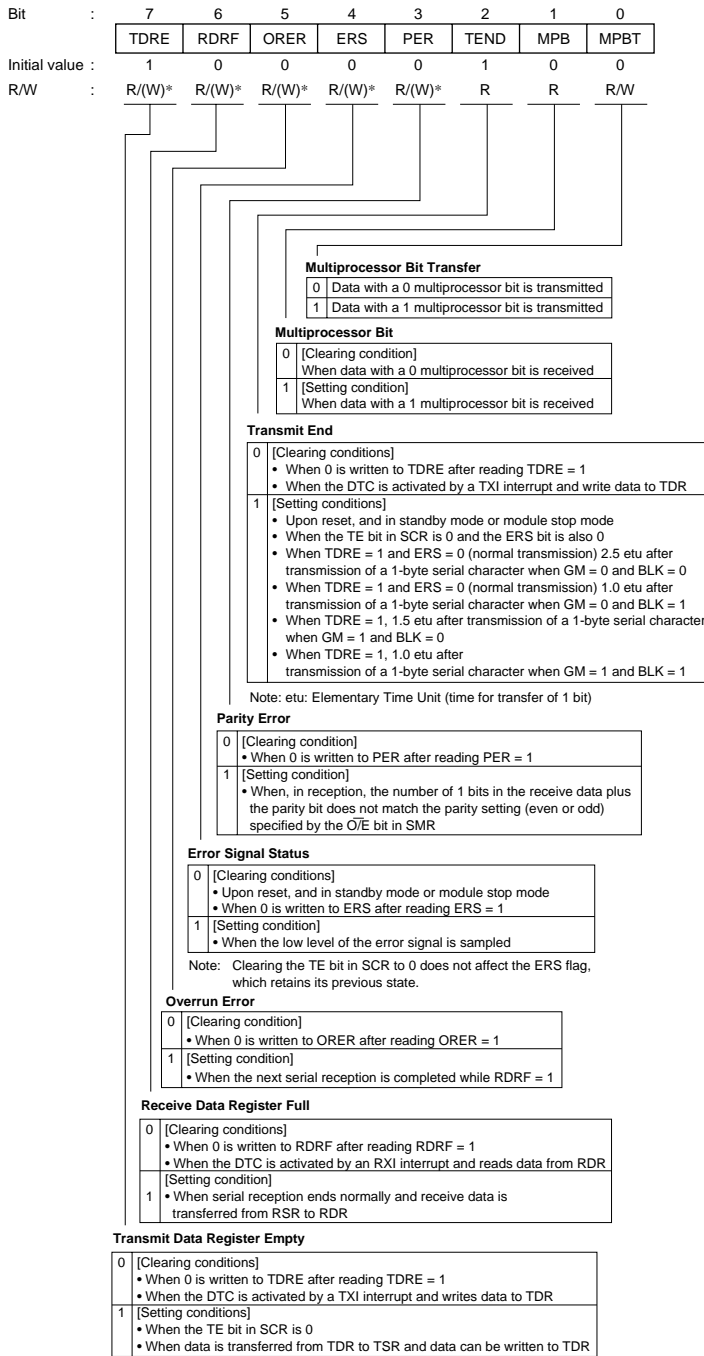 Bit : 7 6 5 4 3 2 1 0
TDRE RDRF ORER ERS PER TEND MPB MPBT
Initial value : 1 0 0 0 0 1 0 0
R/W : R/(W)* R/(W)* R/(W)* R/(W)* R/(W)* R R R/W
Multiprocessor Bit Transfer
0 Data with a 0 multiprocessor bit is transmitted
1 Data with a 1 multiprocessor bit is transmitted
Multiprocessor Bit
0 [Clearing condition]
When data with a 0 multiprocessor bit is received
1 [Setting condition]
When data with a 1 multiprocessor bit is received
Transmit End
0 [Clearing conditions]
• When 0 is written to TDRE after reading TDRE = 1
• When the DTC is activated by a TXI interrupt and write data to TDR
1 [Setting conditions]
• Upon reset, and in standby mode or module stop mode
• When the TE bit in SCR is 0 and the ERS bit is also 0
• When TDRE = 1 and ERS = 0 (normal transmission) 2.5 etu after
transmission of a 1-byte serial character when GM = 0 and BLK = 0
• When TDRE = 1 and ERS = 0 (normal transmission) 1.0 etu after
transmission of a 1-byte serial character when GM = 0 and BLK = 1
• When TDRE = 1, 1.5 etu after transmission of a 1-byte serial character
when GM = 1 and BLK = 0
• When TDRE = 1, 1.0 etu after
transmission of a 1-byte serial character when GM = 1 and BLK = 1
Note: etu: Elementary Time Unit (time for transfer of 1 bit)
Parity Error
0 [Clearing condition]
• When 0 is written to PER after reading PER = 1
1 [Setting condition]
• When, in reception, the number of 1 bits in the receive data plus
the parity bit does not match the parity setting (even or odd)
specified by the O/E̅ bit in SMR
Error Signal Status
0 [Clearing conditions]
• Upon reset, and in standby mode or module stop mode
• When 0 is written to ERS after reading ERS = 1
1 [Setting condition]
• When the low level of the error signal is sampled
Note: Clearing the TE bit in SCR to 0 does not affect the ERS flag,
which retains its previous state.
Overrun Error
0 [Clearing condition]
• When 0 is written to ORER after reading ORER = 1
1 [Setting condition]
• When the next serial reception is completed while RDRF = 1
Receive Data Register Full
0 [Clearing conditions]
• When 0 is written to RDRF after reading RDRF = 1
• When the DTC is activated by an RXI interrupt and reads data from RDR
[Setting condition]
1 • When serial reception ends normally and receive data is
transferred from RSR to RDR
Transmit Data Register Empty
0 [Clearing conditions]
• When 0 is written to TDRE after reading TDRE = 1
• When the DTC is activated by a TXI interrupt and writes data to TDR
1 [Setting conditions]
• When the TE bit in SCR is 0
• When data is transferred from TDR to TSR and data can be written to TDR